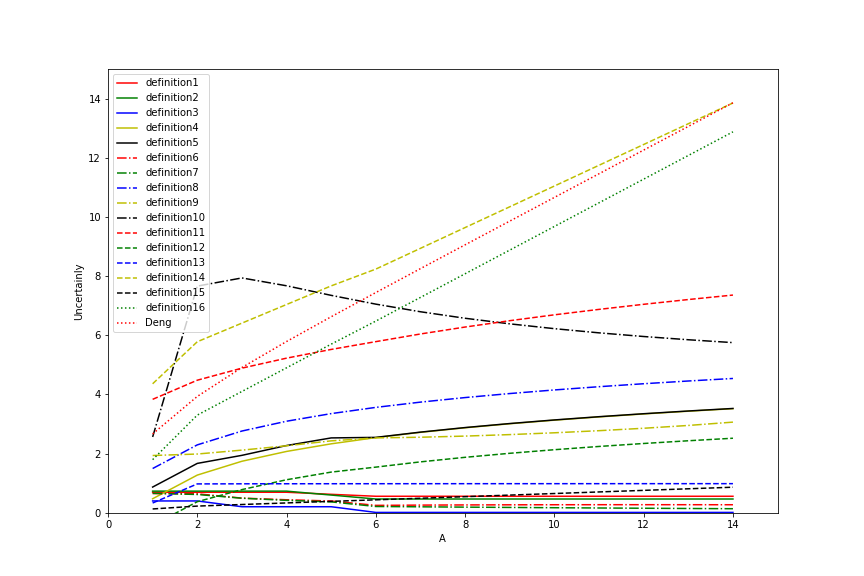 14
12
10
8
6
4
2
0
Uncertainly
definition1
definition2
definition3
definition4
definition5
definition6
definition7
definition8
definition9
definition10
definition11
definition12
definition13
definition14
definition15
definition16
Deng
0 2 4 6 8 10 12 14
A